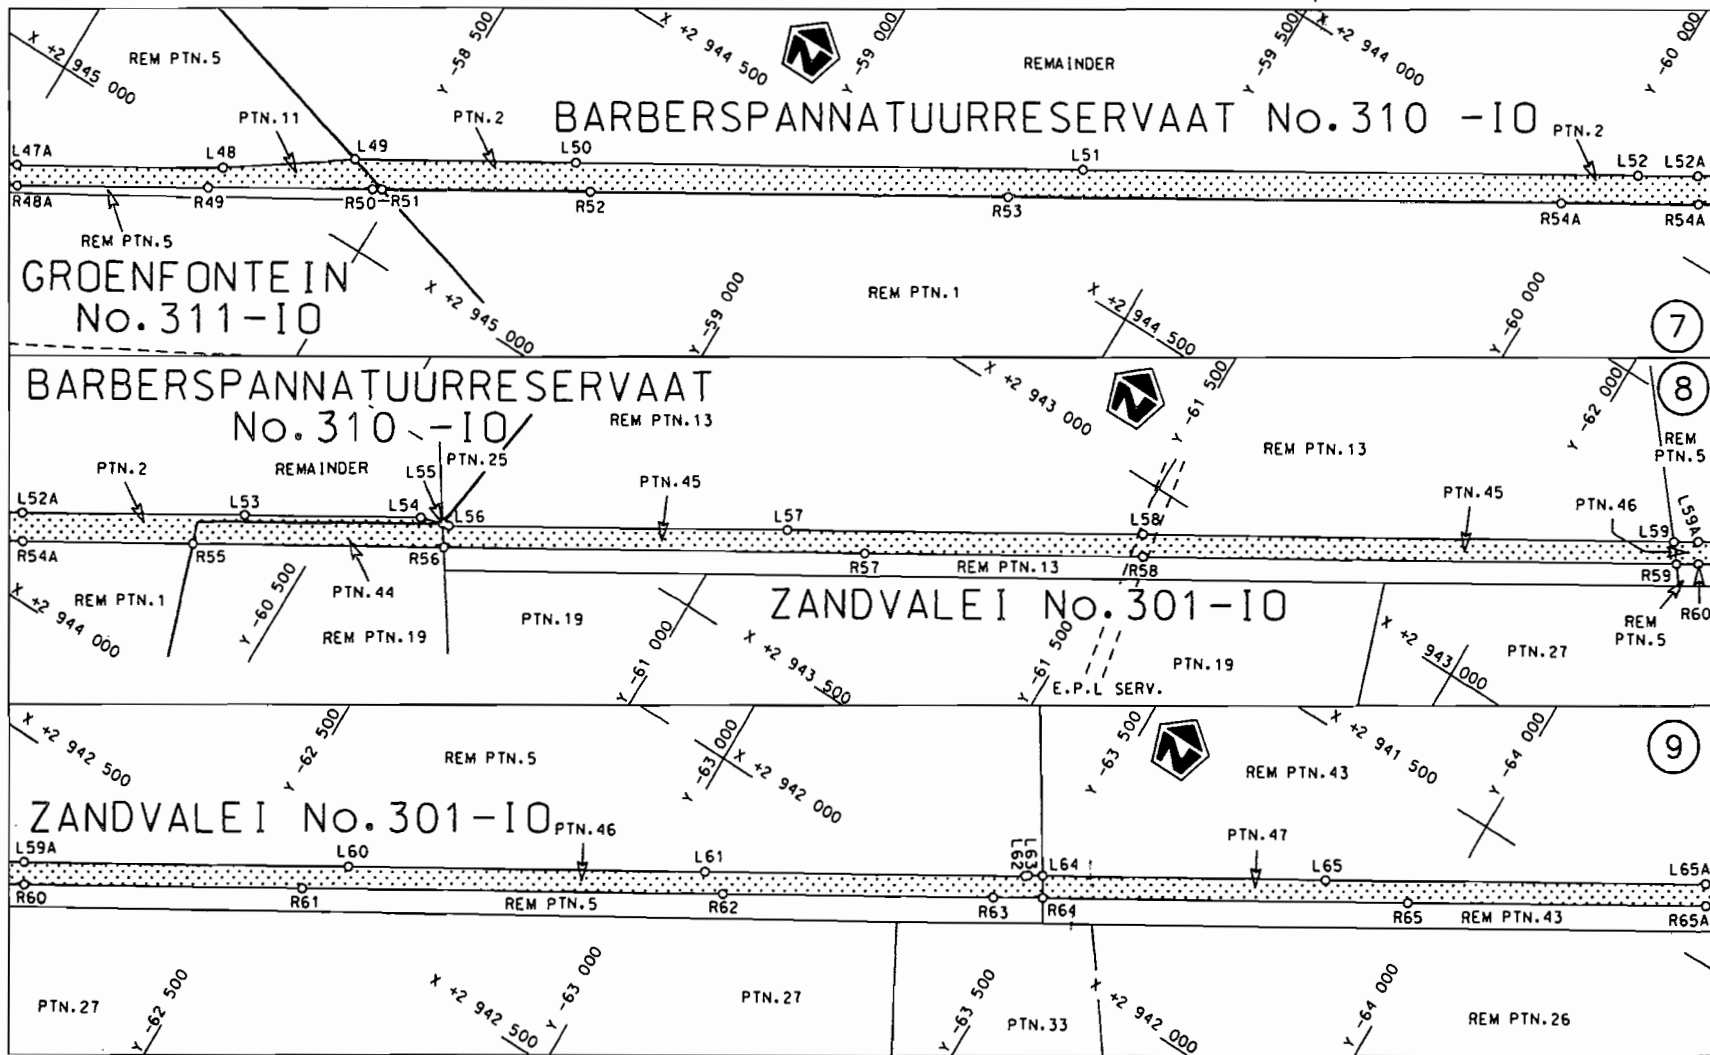 X +2 945 000
REM PTN.5
Y -58 500
X +2 944 500
Y -59 000
REMAINDER
Y -59 500
X +2 944 000
Y -60 000
PTN.11
PTN.2
BARBERSPANNATUURRESERVAAT No.310 -IO
PTN.2
L47A
L48
L49
L50
L51
L52
L52A
R48A
R49
R50
R51
R52
R53
R54A
R54A
REM PTN.5
GROENFONTEIN
No.311-IO
X +2 945 000
Y -59 000
REM PTN.1
X +2 944 500
Y -60 000
7
BARBERSPANNATUURRESERVAAT
No.310 -IO
REM PTN.13
X +2 943 000
Y -61 500
REM PTN.13
Y -62 000
8
REM
PTN.5
PTN.2
REMAINDER
L55
PTN.25
PTN.45
PTN.45
PTN.46
L52A
L53
L54
L56
L57
L58
L59
L59A
R54A
R55
R56
R57
REM PTN.13
R58
R59
R60
REM PTN.1
X +2 944 000
Y -60 500
PTN.44
REM PTN.19
PTN.19
Y -61 000
X +2 943 500
ZANDVALEI No.301-IO
Y -61 500
E.P.L SERV.
PTN.19
X +2 943 000
PTN.27
REM
PTN.5
X +2 942 500
Y -62 500
REM PTN.5
Y -63 000
X +2 942 000
Y -63 500
REM PTN.43
X +2 941 500
Y -64 000
9
ZANDVALEI No.301-IO
PTN.46
PTN.47
L59A
L60
L61
L62
L63
L64
L65
L65A
R60
R61
REM PTN.5
R62
R63
R64
R65
REM PTN.43
R65A
PTN.27
Y -62 500
X +2 942 500
Y -63 000
PTN.27
Y -63 500
PTN.33
X +2 942 000
Y -64 000
REM PTN.26